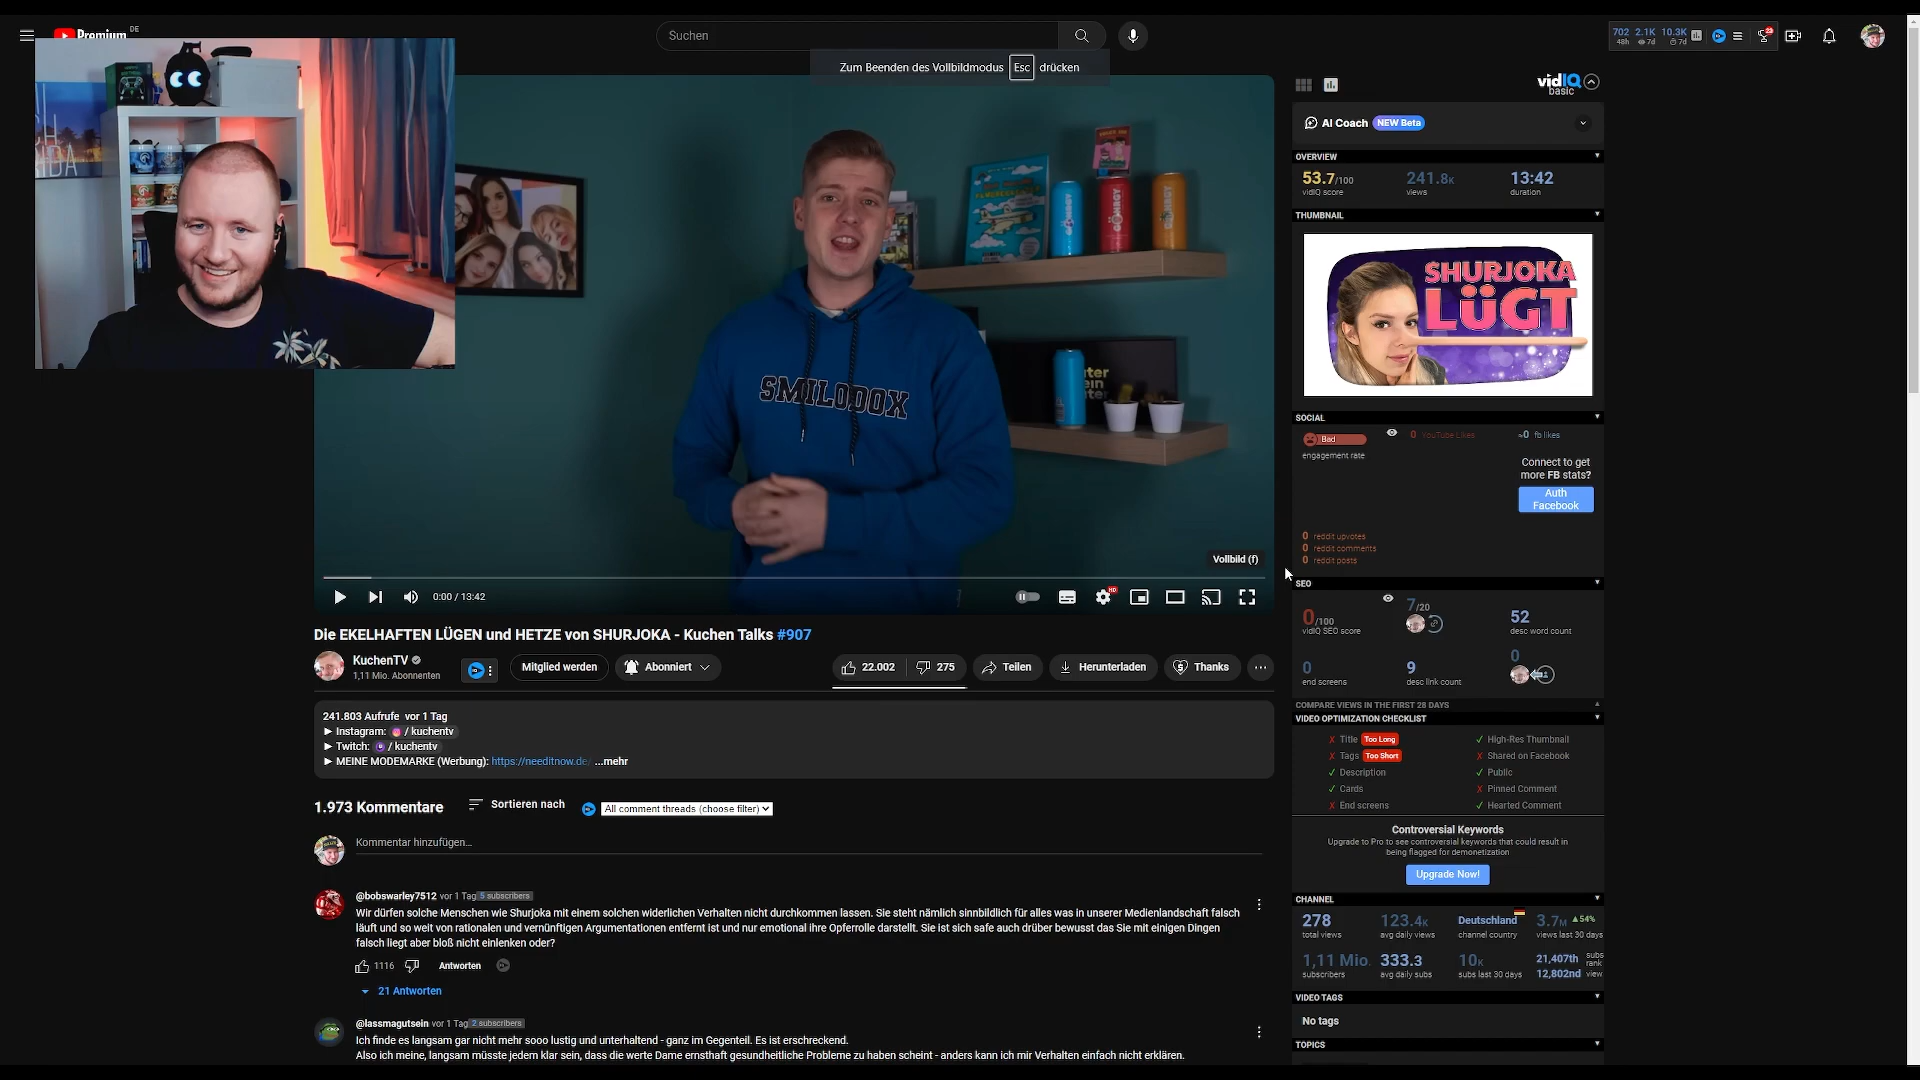 Premium DE
Suchen
Zum Beenden des Vollbildmodus Esc drücken
702 2.1K 10.3K
48h 7d 7d
SMILODOX
GÖNRGY
GÖNRGY
Vollbild (f)
0:00 / 13:42
HD
Die EKELHAFTEN LÜGEN und HETZE von SHURJOKA - Kuchen Talks #907
KuchenTV
1,11 Mio. Abonnenten
Mitglied werden
Abonniert
22.002
275
Teilen
Herunterladen
Thanks
241.803 Aufrufe vor 1 Tag
► Instagram: / kuchentv
► Twitch: / kuchentv
► MEINE MODEMARKE (Werbung): https://needitnow.de/ ...mehr
1.973 Kommentare
Sortieren nach
All comment threads (choose filter)
Kommentar hinzufügen...
@bobswarley7512 vor 1 Tag 5 subscribers
Wir dürfen solche Menschen wie Shurjoka mit einem solchen widerlichen Verhalten nicht durchkommen lassen. Sie steht nämlich sinnbildlich für alles was in unserer Medienlandschaft falsch
läuft und so weit von rationalen und vernünftigen Argumentationen entfernt ist und nur emotional ihre Opferrolle darstellt. Sie ist sich safe auch drüber bewusst das Sie mit einigen Dingen
falsch liegt aber bloß nicht einlenken oder?
1116
Antworten
21 Antworten
@lassmagutsein vor 1 Tag 2 subscribers
Ich finde es langsam gar nicht mehr sooo lustig und unterhaltend - ganz im Gegenteil. Es ist erschreckend.
Also ich meine, langsam müsste jedem klar sein, dass die werte Dame ernsthaft gesundheitliche Probleme zu haben scheint - anders kann ich mir Verhalten einfach nicht erklären.
vidIQ
basic
AI Coach NEW Beta
OVERVIEW
53.7/100 241.8K 13:42
vidIQ score views duration
THUMBNAIL
SHURJOKA
LÜGT
SOCIAL
Bad
engagement rate
0 YouTube Likes
≈0 fb likes
Connect to get
more FB stats?
Auth
Facebook
0 reddit upvotes
0 reddit comments
0 reddit posts
SEO
0/100 7/20 52
vidIQ SEO score desc word count
0 9 0
end screens desc link count
COMPARE VIEWS IN THE FIRST 28 DAYS
VIDEO OPTIMIZATION CHECKLIST
✗ Title Too Long ✓ High-Res Thumbnail
✗ Tags Too Short ✗ Shared on Facebook
✓ Description ✓ Public
✓ Cards ✗ Pinned Comment
✗ End screens ✓ Hearted Comment
Controversial Keywords
Upgrade to Pro to see controversial keywords that could result in
being flagged for demonetization
Upgrade Now!
CHANNEL
278 123.4K Deutschland 3.7M ▲54%
total views avg daily views channel country views last 30 days
1,11 Mio. 333.3 10K 21,407th subs rank
subscribers avg daily subs subs last 30 days 12,802nd view
VIDEO TAGS
No tags
TOPICS